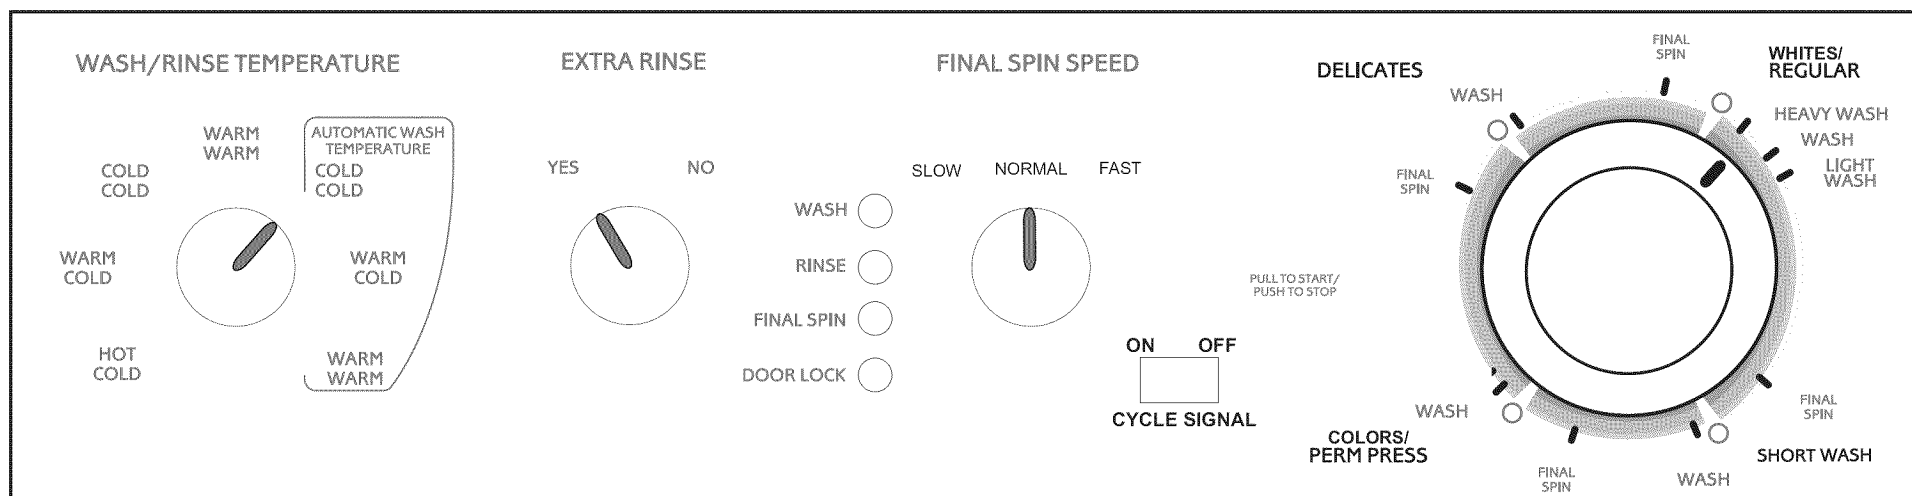 WASH/RINSE TEMPERATURE
WARM
WARM
COLD
COLD
WARM
COLD
HOT
COLD
AUTOMATIC WASH
TEMPERATURE
COLD
COLD
WARM
COLD
WARM
WARM
EXTRA RINSE
YES
NO
WASH
RINSE
FINAL SPIN
DOOR LOCK
FINAL SPIN SPEED
SLOW
NORMAL
FAST
ON
OFF
CYCLE SIGNAL
PULL TO START/
PUSH TO STOP
DELICATES
WASH
FINAL
SPIN
FINAL
SPIN
WHITES/
REGULAR
HEAVY WASH
WASH
LIGHT
WASH
FINAL
SPIN
SHORT WASH
WASH
FINAL
SPIN
COLORS/
PERM PRESS
WASH